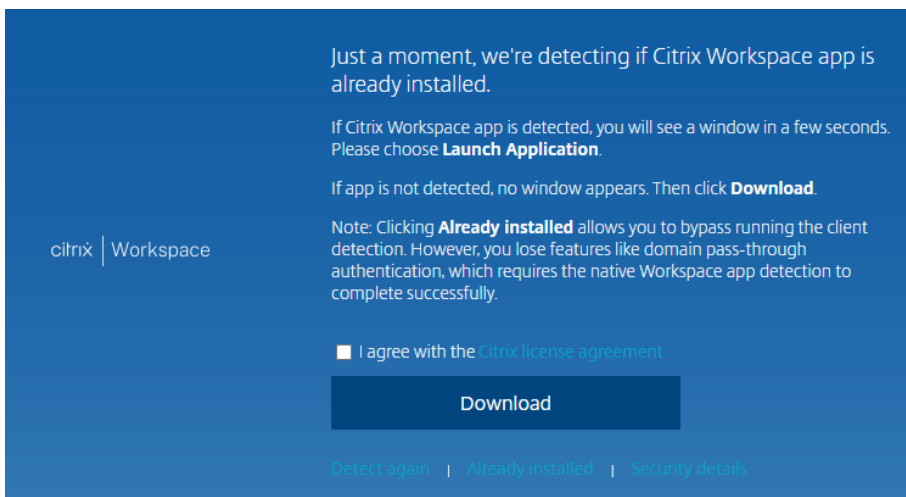 Just a moment, we're detecting if Citrix Workspace app is
already installed.
If Citrix Workspace app is detected, you will see a window in a few seconds.
Please choose Launch Application.
If app is not detected, no window appears. Then click Download.
Note: Clicking Already installed allows you to bypass running the client
detection. However, you lose features like domain pass-through
authentication, which requires the native Workspace app detection to
complete successfully.
citrix | Workspace
I agree with the Citrix license agreement
Download
Detect again | Already installed | Security details